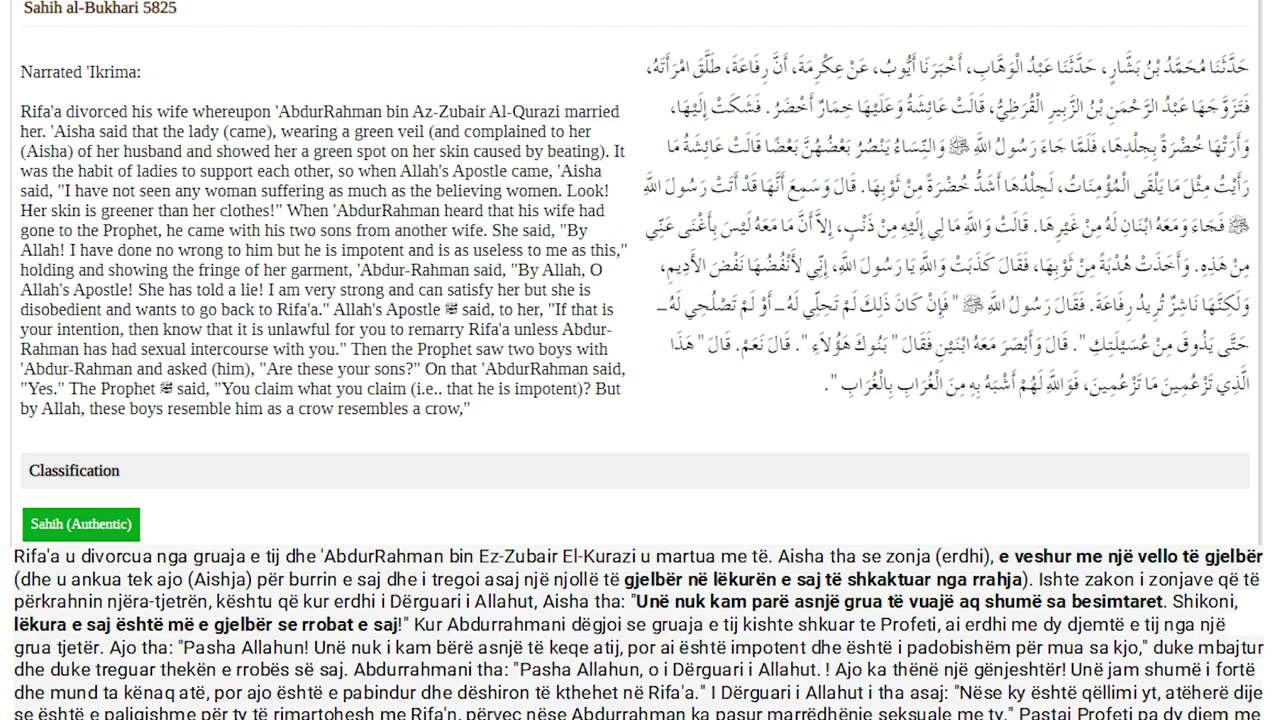 Sahih al-Bukhari 5825
Narrated 'Ikrima:
Rifa'a divorced his wife whereupon 'AbdurRahman bin Az-Zubair Al-Qurazi married
her. 'Aisha said that the lady (came), wearing a green veil (and complained to her
(Aisha) of her husband and showed her a green spot on her skin caused by beating). It
was the habit of ladies to support each other, so when Allah's Apostle came, 'Aisha
said, "I have not seen any woman suffering as much as the believing women. Look!
Her skin is greener than her clothes!" When 'AbdurRahman heard that his wife had
gone to the Prophet, he came with his two sons from another wife. She said, "By
Allah! I have done no wrong to him but he is impotent and is as useless to me as this,"
holding and showing the fringe of her garment, 'Abdur-Rahman said, "By Allah, O
Allah's Apostle! She has told a lie! I am very strong and can satisfy her but she is
disobedient and wants to go back to Rifa'a." Allah's Apostle ﷺ said, to her, "If that is
your intention, then know that it is unlawful for you to remarry Rifa'a unless Abdur-
Rahman has had sexual intercourse with you." Then the Prophet saw two boys with
'Abdur-Rahman and asked (him), "Are these your sons?" On that 'AbdurRahman said,
"Yes." The Prophet ﷺ said, "You claim what you claim (i.e.. that he is impotent)? But
by Allah, these boys resemble him as a crow resembles a crow,"
حَدَّثَنَا مُحَمَّدُ بْنُ بَشَّارٍ، حَدَّثَنَا عَبْدُ الْوَهَّابِ، أَخْبَرَنَا أَيُّوبُ، عَنْ عِكْرِمَةَ، أَنَّ رِفَاعَةَ، طَلَّقَ امْرَأَتَهُ،
فَتَزَوَّجَهَا عَبْدُ الرَّحْمَنِ بْنُ الزَّبِيرِ الْقُرَظِيُّ، قَالَتْ عَائِشَةُ وَعَلَيْهَا خِمَارٌ أَخْضَرُ. فَشَكَتْ إِلَيْهَا،
وَأَرَتْهَا خُضْرَةً بِجِلْدِهَا، فَلَمَّا جَاءَ رَسُولُ اللَّهِ ﷺ وَالنِّسَاءُ يَنْصُرُ بَعْضُهُنَّ بَعْضًا قَالَتْ عَائِشَةُ مَا
رَأَيْتُ مِثْلَ مَا يَلْقَى الْمُؤْمِنَاتُ، لَجِلْدُهَا أَشَدُّ خُضْرَةً مِنْ ثَوْبِهَا. قَالَ وَسَمِعَ أَنَّهَا قَدْ أَتَتْ رَسُولَ اللَّهِ
ﷺ فَجَاءَ وَمَعَهُ ابْنَانِ لَهُ مِنْ غَيْرِهَا. قَالَتْ وَاللَّهِ مَا لِي إِلَيْهِ مِنْ ذَنْبٍ، إِلاَّ أَنَّ مَا مَعَهُ لَيْسَ بِأَغْنَى عَنِّي
مِنْ هَذِهِ. وَأَخَذَتْ هُدْبَةً مِنْ ثَوْبِهَا، فَقَالَ كَذَبَتْ وَاللَّهِ يَا رَسُولَ اللَّهِ، إِنِّي لأَنْفُضُهَا نَفْضَ الأَدِيمِ،
وَلَكِنَّهَا نَاشِزٌ تُرِيدُ رِفَاعَةَ. فَقَالَ رَسُولُ اللَّهِ ﷺ " فَإِنْ كَانَ ذَلِكَ لَمْ تَحِلِّي لَهُ ـ أَوْ لَمْ تَصْلُحِي لَهُ ـ
حَتَّى يَذُوقَ مِنْ عُسَيْلَتِكِ ". قَالَ وَأَبْصَرَ مَعَهُ ابْنَيْنِ فَقَالَ " بَنُوكَ هَؤُلاَءِ ". قَالَ نَعَمْ. قَالَ " هَذَا
الَّذِي تَزْعُمِينَ مَا تَزْعُمِينَ، فَوَاللَّهِ لَهُمْ أَشْبَهُ بِهِ مِنَ الْغُرَابِ بِالْغُرَابِ ".
Classification
Sahih (Authentic)
Rifa'a u divorcua nga gruaja e tij dhe 'AbdurRahman bin Ez-Zubair El-Kurazi u martua me të. Aisha tha se zonja (erdhi), e veshur me një vello të gjelbër
(dhe u ankua tek ajo (Aishja) për burrin e saj dhe i tregoi asaj një njollë të gjelbër në lëkurën e saj të shkaktuar nga rrahja). Ishte zakon i zonjave që të
përkrahnin njëra-tjetrën, kështu që kur erdhi i Dërguari i Allahut, Aisha tha: "Unë nuk kam parë asnjë grua të vuajë aq shumë sa besimtaret. Shikoni,
lëkura e saj është më e gjelbër se rrobat e saj!" Kur Abdurrahmani dëgjoi se gruaja e tij kishte shkuar te Profeti, ai erdhi me dy djemtë e tij nga një
grua tjetër. Ajo tha: "Pasha Allahun! Unë nuk i kam bërë asnjë të keqe atij, por ai është impotent dhe është i padobishëm për mua sa kjo," duke mbajtur
dhe duke treguar thekën e rrobës së saj. Abdurrahmani tha: "Pasha Allahun, o i Dërguari i Allahut. ! Ajo ka thënë një gënjeshtër! Unë jam shumë i fortë
dhe mund ta kënaq atë, por ajo është e pabindur dhe dëshiron të kthehet në Rifa'a." I Dërguari i Allahut i tha asaj: "Nëse ky është qëllimi yt, atëherë dije
se është e paligjshme për ty të rimartohesh me Rifa'n, përveç nëse Abdurrahman ka pasur marrëdhënie seksuale me ty." Pastaj Profeti pa dy djem me